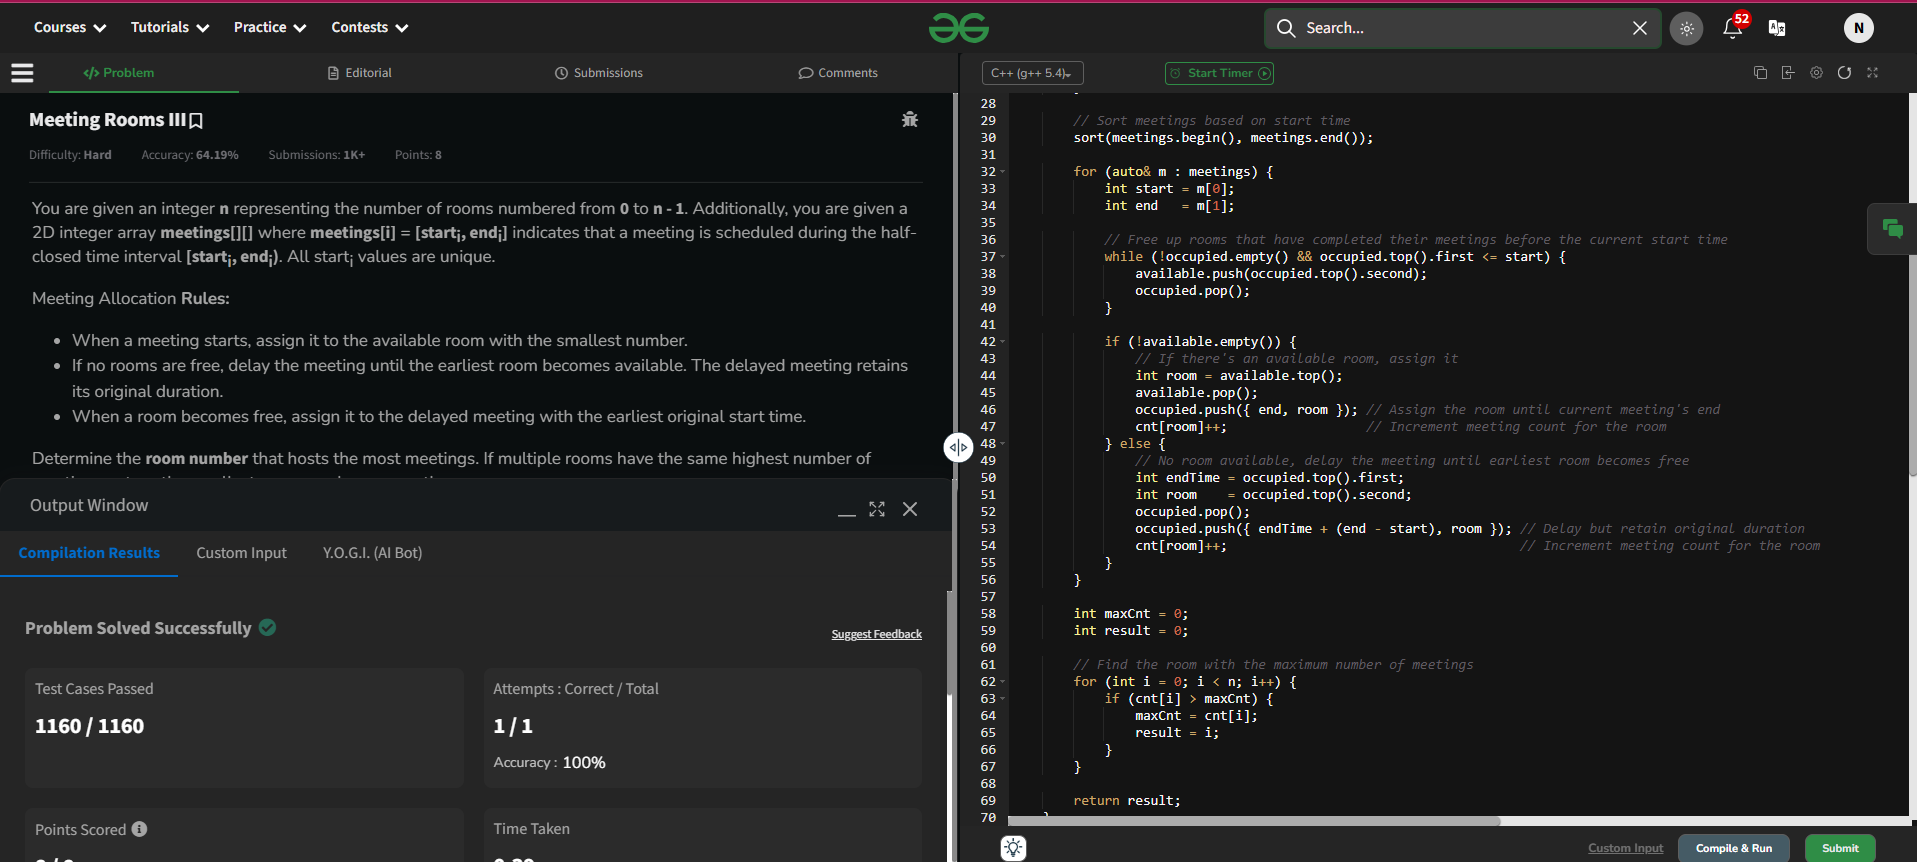 Courses Tutorials Practice Contests
Search...
52
N
</> Problem Editorial Submissions Comments
C++ (g++ 5.4) Start Timer
Meeting Rooms III
Difficulty: Hard Accuracy: 64.19% Submissions: 1K+ Points: 8
You are given an integer n representing the number of rooms numbered from 0 to n - 1. Additionally, you are given a
2D integer array meetings[][] where meetings[i] = [starti, endi] indicates that a meeting is scheduled during the half-
closed time interval [starti, endi). All starti values are unique.
Meeting Allocation Rules:
• When a meeting starts, assign it to the available room with the smallest number.
• If no rooms are free, delay the meeting until the earliest room becomes available. The delayed meeting retains
its original duration.
• When a room becomes free, assign it to the delayed meeting with the earliest original start time.
Determine the room number that hosts the most meetings. If multiple rooms have the same highest number of
Output Window
Compilation Results Custom Input Y.O.G.I. (AI Bot)
Problem Solved Successfully
Suggest Feedback
Test Cases Passed
1160 / 1160
Attempts : Correct / Total
1 / 1
Accuracy : 100%
Points Scored
Time Taken
28
29 // Sort meetings based on start time
30 sort(meetings.begin(), meetings.end());
31
32 for (auto& m : meetings) {
33 int start = m[0];
34 int end   = m[1];
35
36 // Free up rooms that have completed their meetings before the current start time
37 while (!occupied.empty() && occupied.top().first <= start) {
38 available.push(occupied.top().second);
39 occupied.pop();
40 }
41
42 if (!available.empty()) {
43 // If there's an available room, assign it
44 int room = available.top();
45 available.pop();
46 occupied.push({ end, room }); // Assign the room until current meeting's end
47 cnt[room]++; // Increment meeting count for the room
48 } else {
49 // No room available, delay the meeting until earliest room becomes free
50 int endTime = occupied.top().first;
51 int room    = occupied.top().second;
52 occupied.pop();
53 occupied.push({ endTime + (end - start), room }); // Delay but retain original duration
54 cnt[room]++; // Increment meeting count for the room
55 }
56 }
57
58 int maxCnt = 0;
59 int result = 0;
60
61 // Find the room with the maximum number of meetings
62 for (int i = 0; i < n; i++) {
63 if (cnt[i] > maxCnt) {
64 maxCnt = cnt[i];
65 result = i;
66 }
67 }
68
69 return result;
70
Custom Input Compile & Run Submit